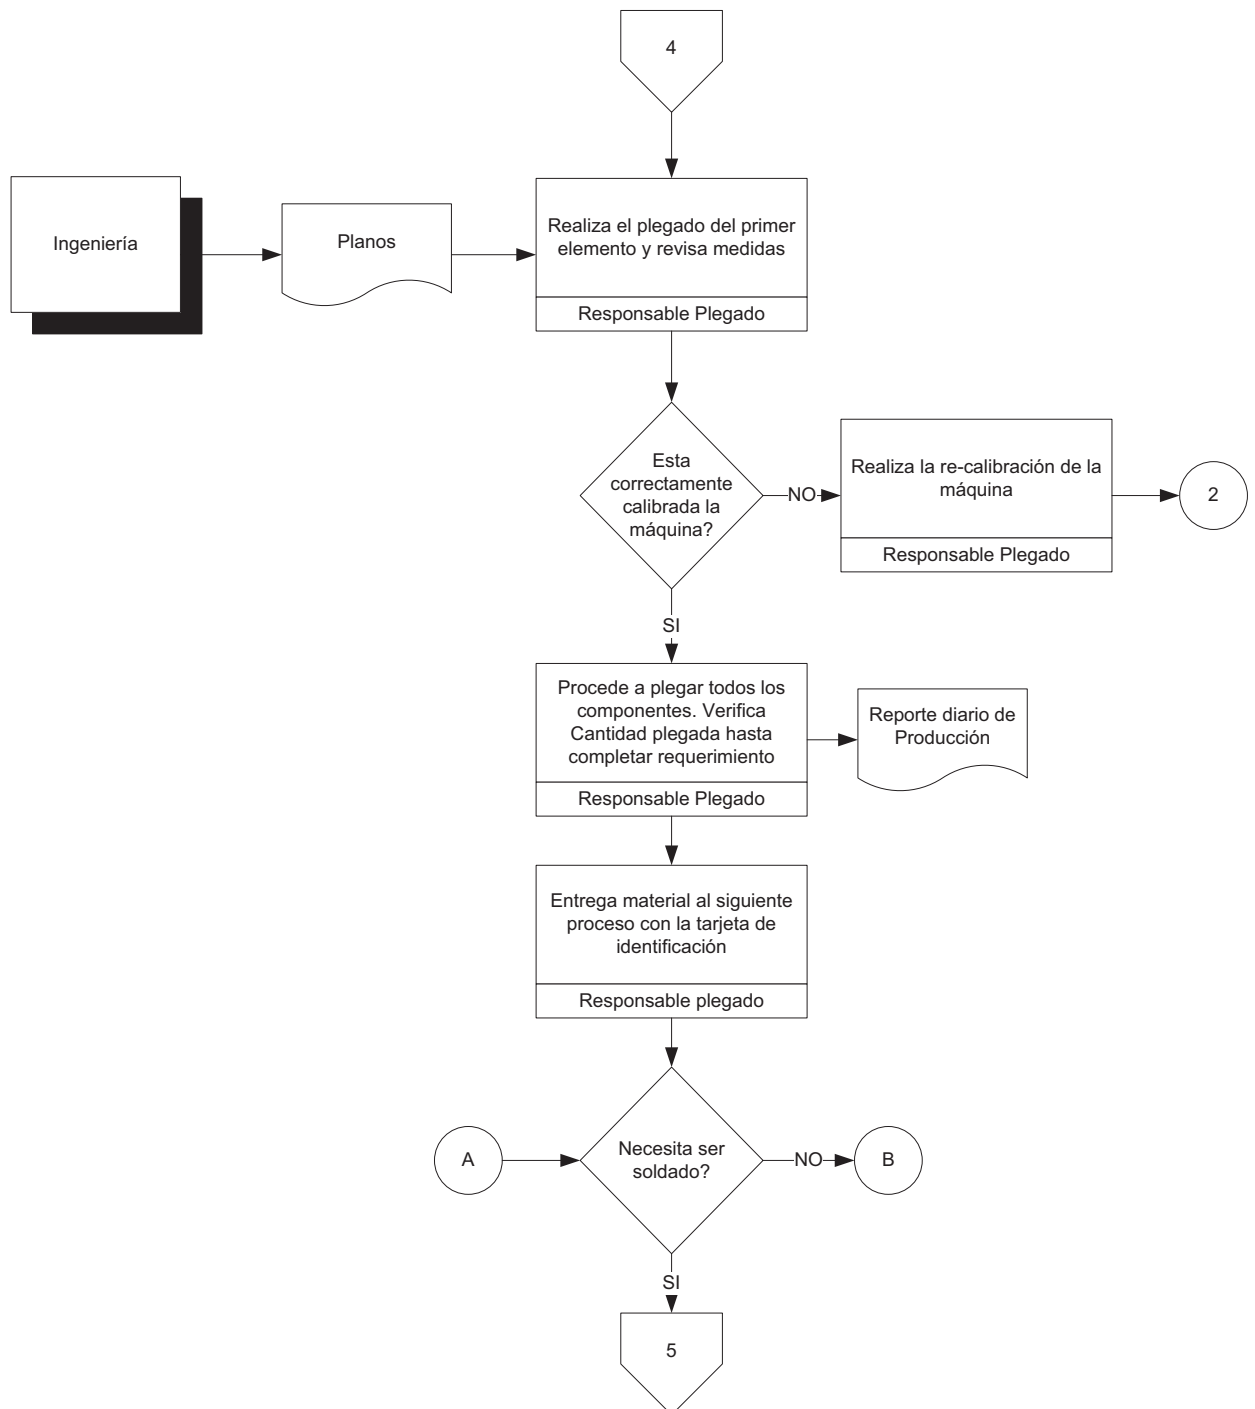 4
Ingeniería
Planos
Realiza el plegado del primer
elemento y revisa medidas
Responsable Plegado
Esta
correctamente
calibrada la
máquina?
NO
Realiza la re-calibración de la
máquina
Responsable Plegado
2
SI
Procede a plegar todos los
componentes. Verifica
Cantidad plegada hasta
completar requerimiento
Responsable Plegado
Reporte diario de
Producción
Entrega material al siguiente
proceso con la tarjeta de
identificación
Responsable plegado
A
Necesita ser
soldado?
NO
B
SI
5